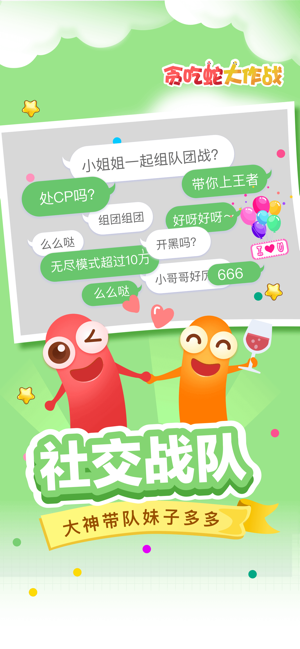 贪吃蛇大作战
小姐姐一起组队团战?
带你上王者
处CP吗?
组团组团
好呀好呀~
么么哒
开黑吗?
无尽模式超过10万
小哥哥好厉
666
么么哒
社交战队
大神带队妹子多多